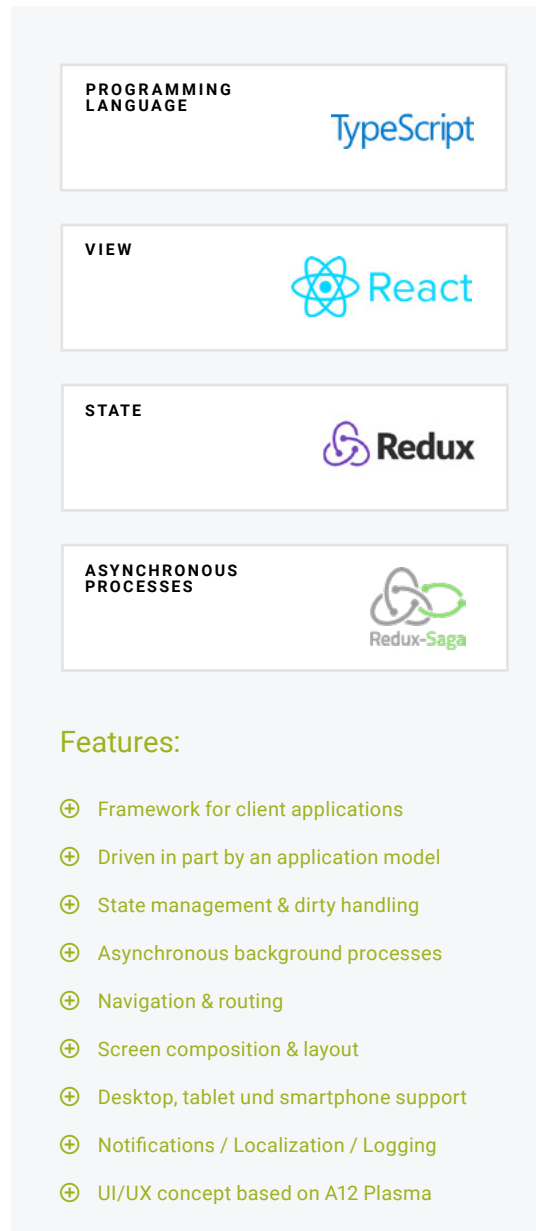 PROGRAMMING
LANGUAGE
TypeScript
VIEW
React
STATE
Redux
ASYNCHRONOUS
PROCESSES
Redux-Saga
Features:
Framework for client applications
Driven in part by an application model
State management & dirty handling
Asynchronous background processes
Navigation & routing
Screen composition & layout
Desktop, tablet und smartphone support
Notifications / Localization / Logging
UI/UX concept based on A12 Plasma